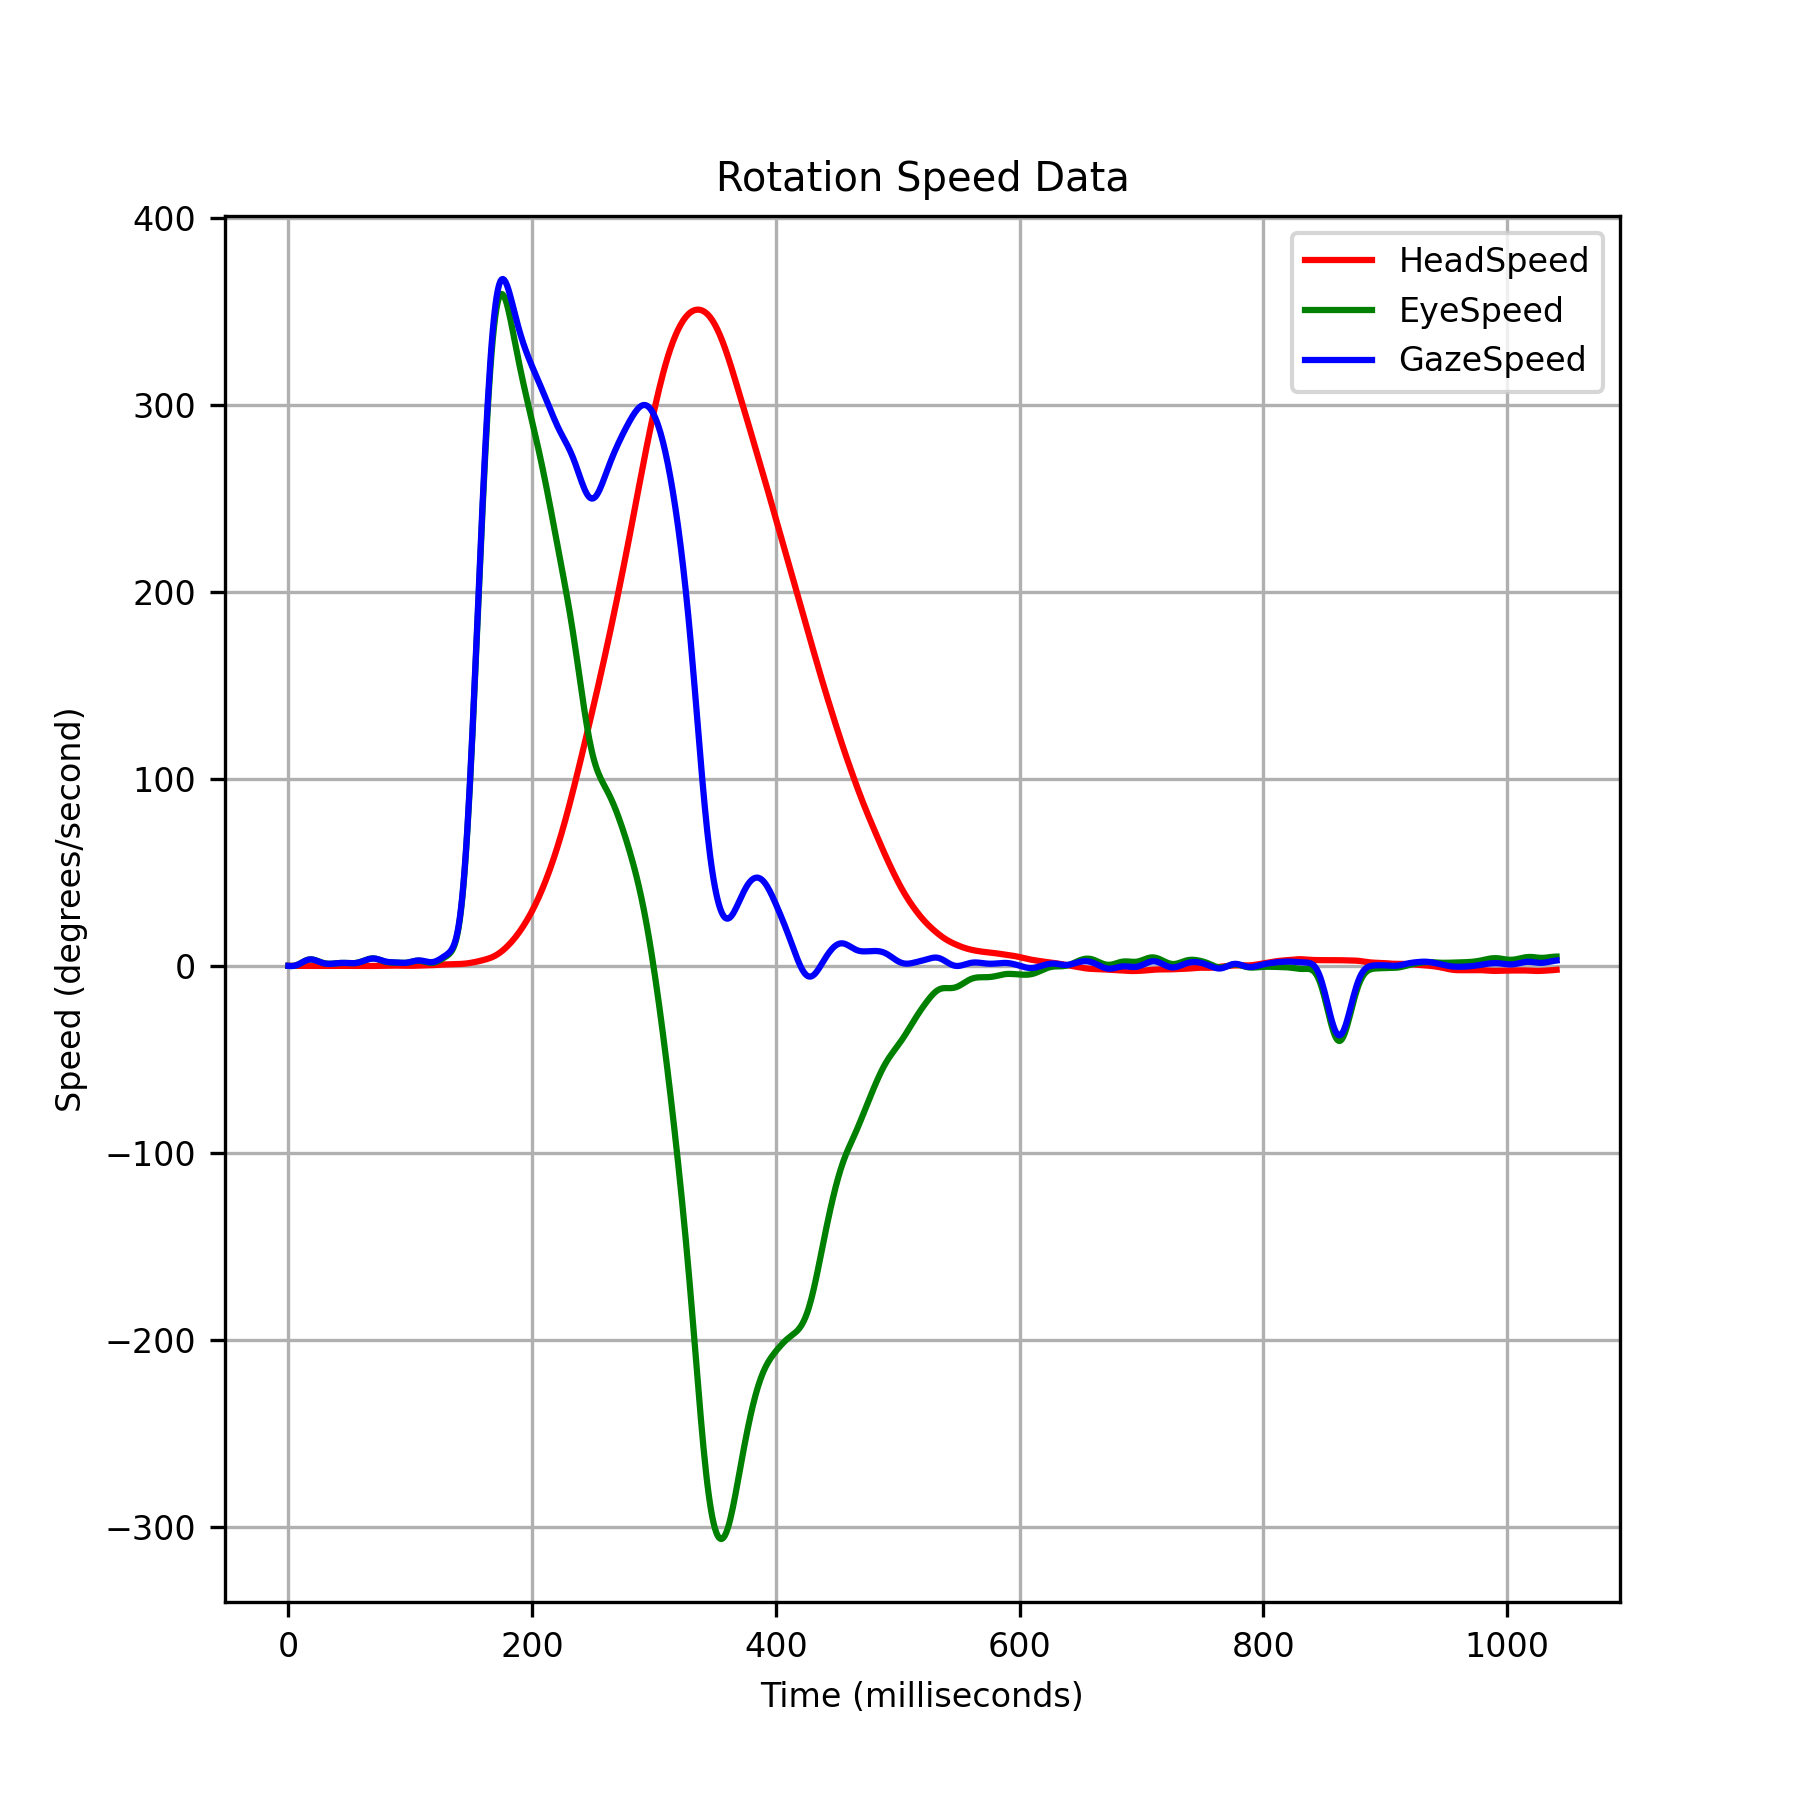 Rotation Speed Data
HeadSpeed
EyeSpeed
GazeSpeed
400
300
200
100
0
−100
−200
−300
Speed (degrees/second)
0 200 400 600 800 1000
Time (milliseconds)